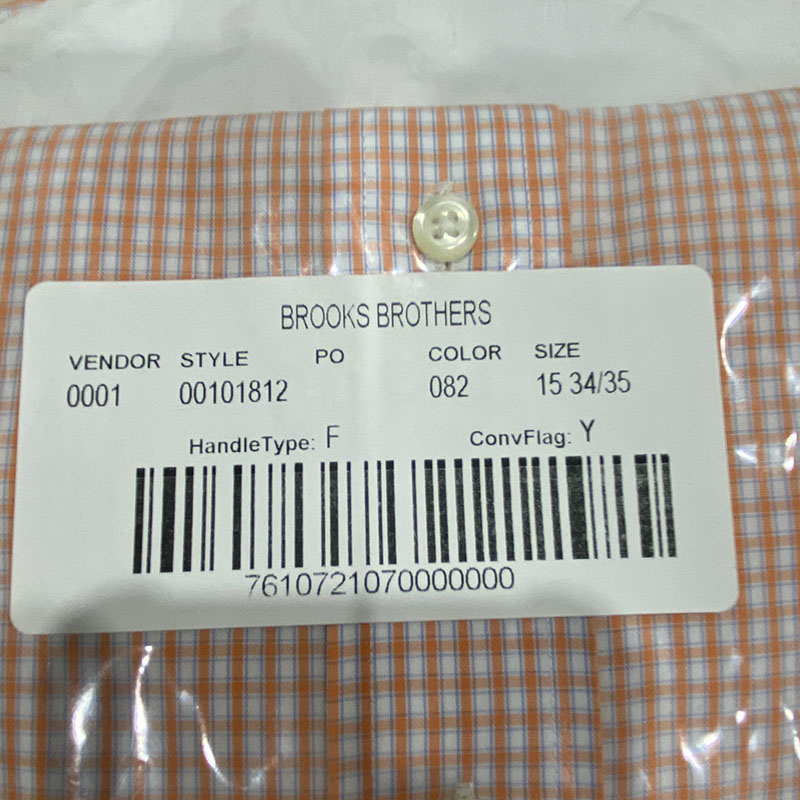 BROOKS BROTHERS
VENDOR STYLE PO COLOR SIZE
0001 00101812 082 15 34/35
HandleType: F ConvFlag: Y
7610721070000000